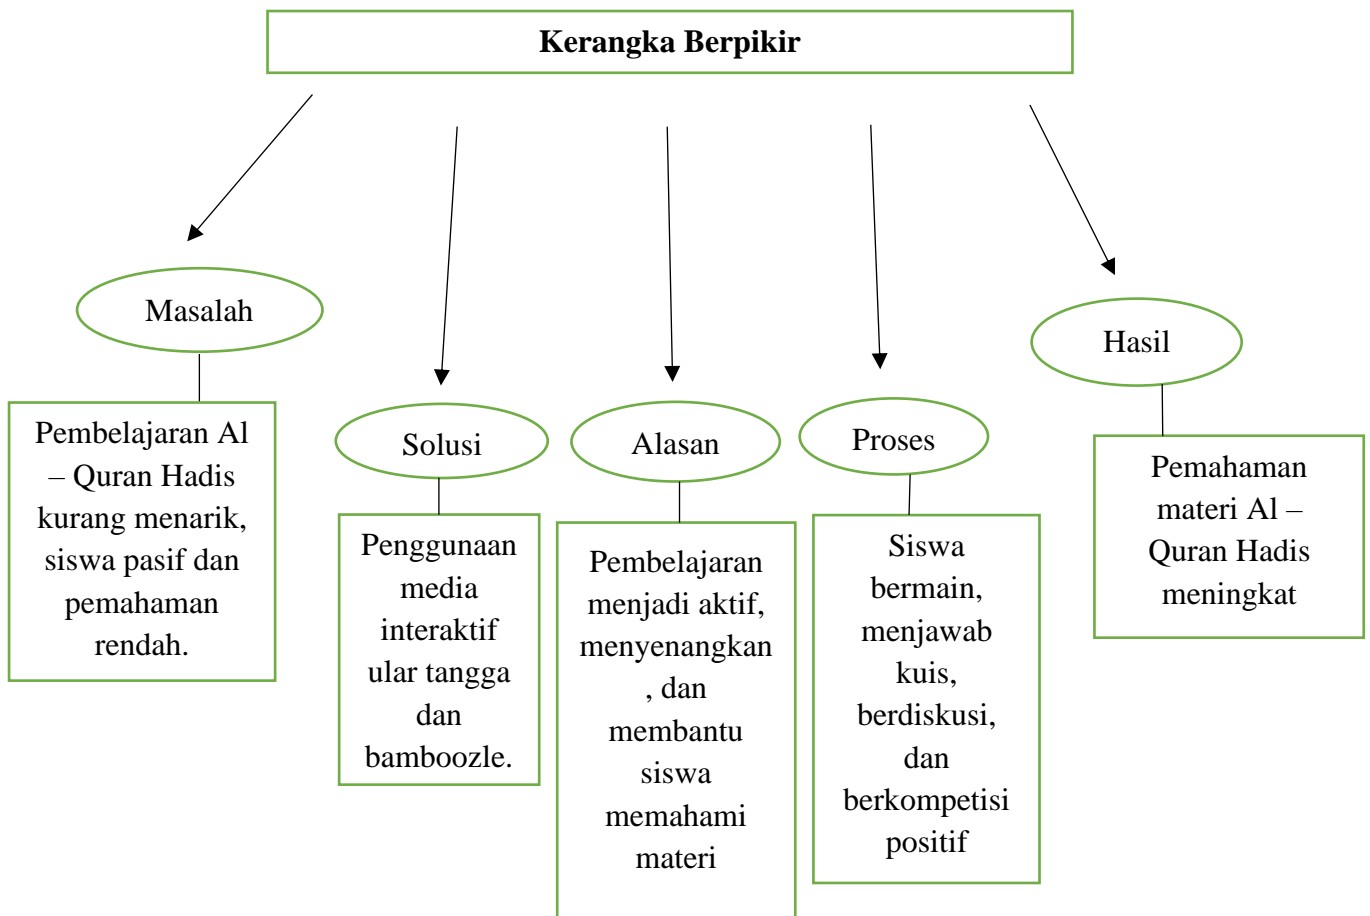 Kerangka Berpikir
Masalah
Pembelajaran Al
– Quran Hadis
kurang menarik,
siswa pasif dan
pemahaman
rendah.
Solusi
Penggunaan
media
interaktif
ular tangga
dan
bamboozle.
Alasan
Pembelajaran
menjadi aktif,
menyenangkan
, dan
membantu
siswa
memahami
materi
Proses
Siswa
bermain,
menjawab
kuis,
berdiskusi,
dan
berkompetisi
positif
Hasil
Pemahaman
materi Al –
Quran Hadis
meningkat